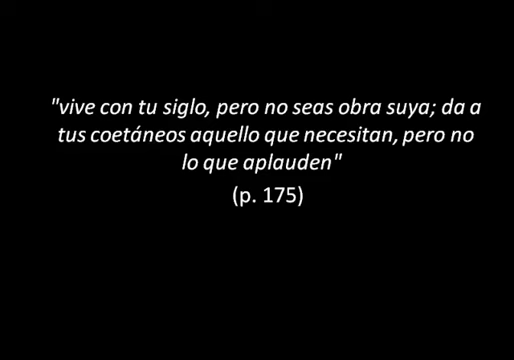 "vive con tu siglo, pero no seas obra suya; da a
tus coetáneos aquello que necesitan, pero no
lo que aplauden"
(p. 175)